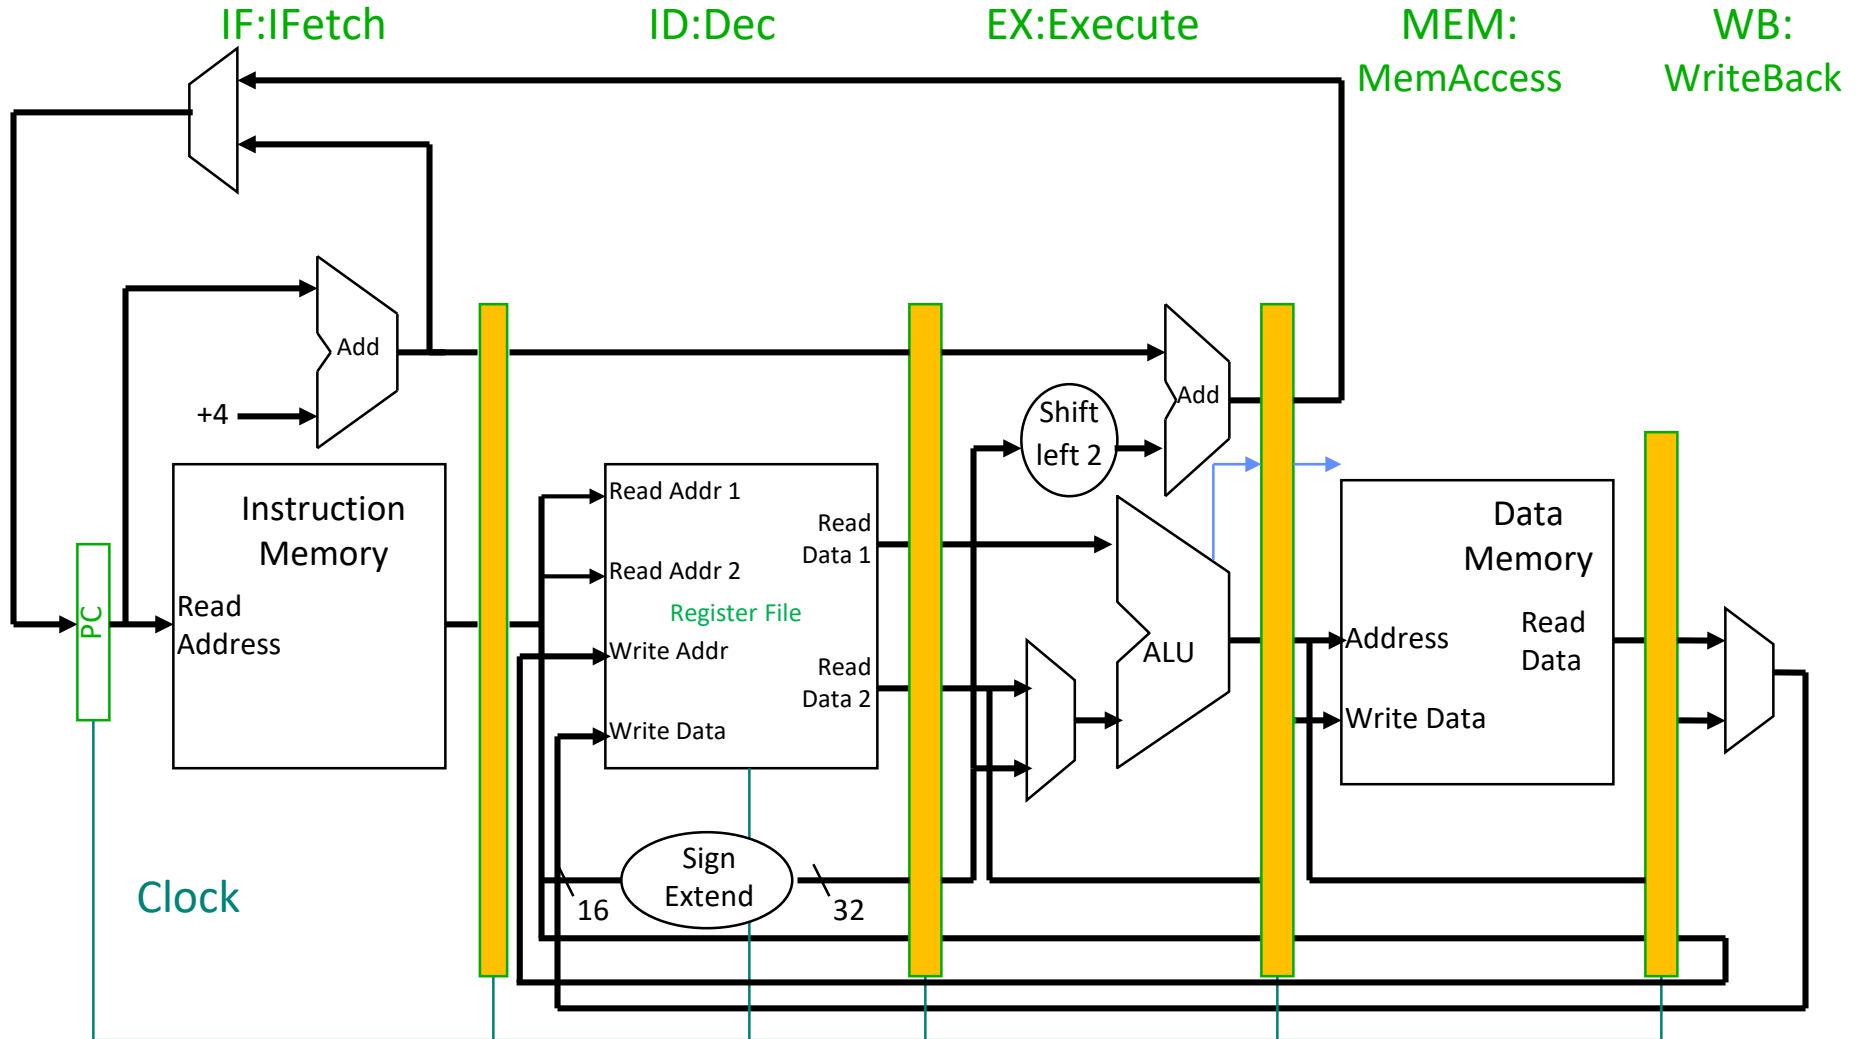 IF:IFetch
ID:Dec
EX:Execute
MEM:
MemAccess
WB:
WriteBack
Add
+4
Add
Shift
left 2
Instruction
Memory
Read
Address
PC
Read Addr 1
Read Addr 2
Register File
Write Addr
Write Data
Read
Data 1
Read
Data 2
ALU
Data
Memory
Address
Write Data
Read
Data
Sign
Extend
16
32
Clock